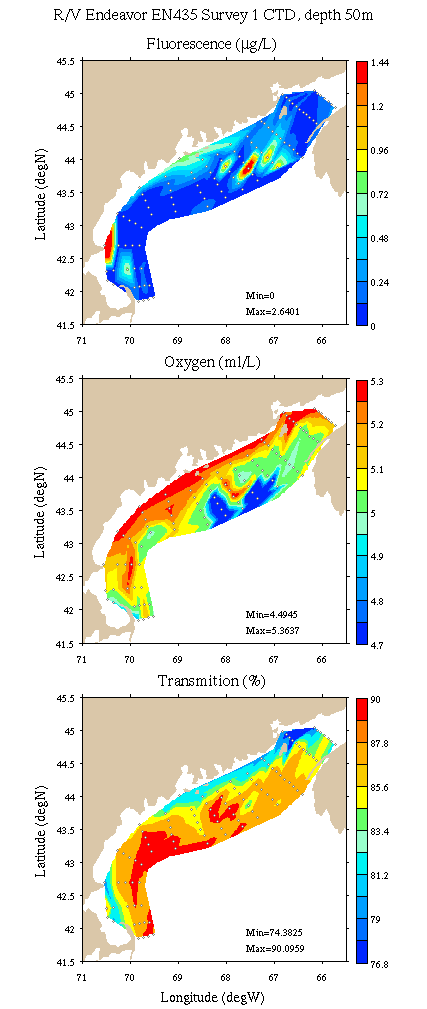 R/V Endeavor EN435 Survey 1 CTD, depth 50m
Fluorescence (µg/L)
45.5
45
44.5
44
43.5
43
42.5
42
41.5
Latitude (degN)
71 70 69 68 67 66
Min=0
Max=2.6401
1.44
1.2
0.96
0.72
0.48
0.24
0
Oxygen (ml/L)
45.5
45
44.5
44
43.5
43
42.5
42
41.5
Latitude (degN)
71 70 69 68 67 66
Min=4.4945
Max=5.3637
5.3
5.2
5.1
5
4.9
4.8
4.7
Transmition (%)
45.5
45
44.5
44
43.5
43
42.5
42
41.5
Latitude (degN)
71 70 69 68 67 66
Min=74.3825
Max=90.0959
90
87.8
85.6
83.4
81.2
79
76.8
Longitude (degW)